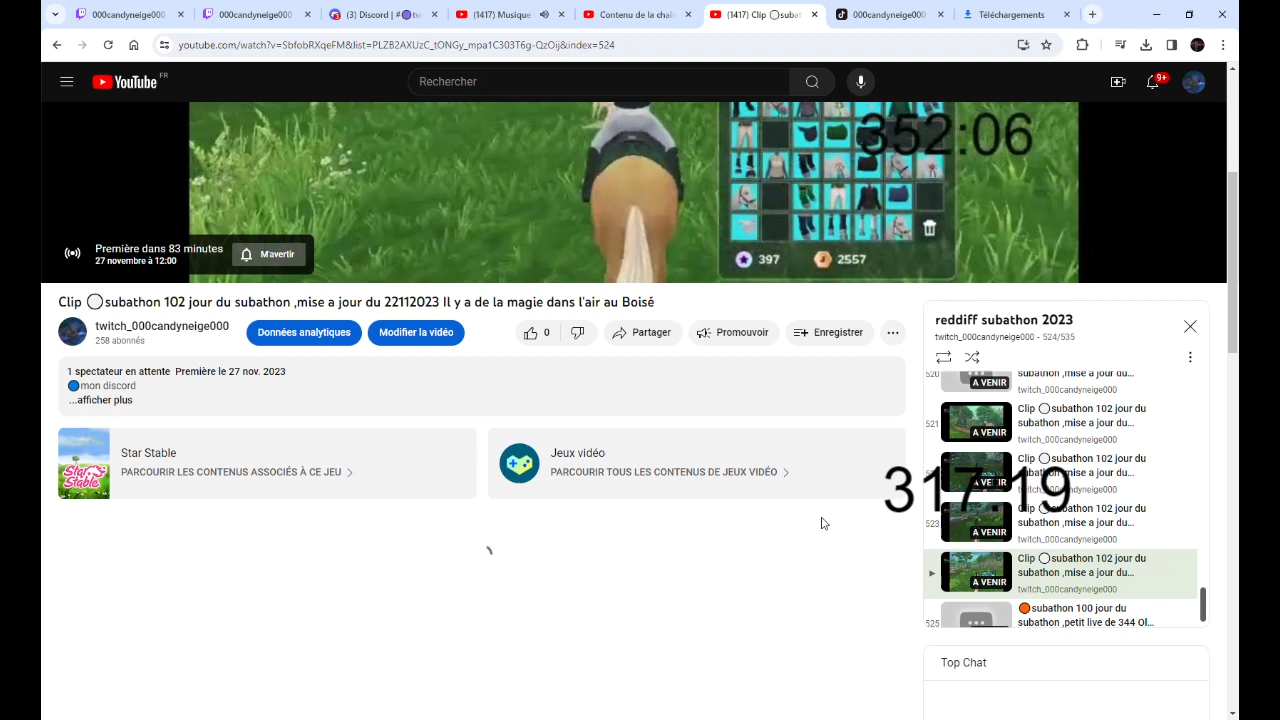 000candyneige000
000candyneige000
(3) Discord | #🔵tw
(1417) Musique
Contenu de la chaîn
(1417) Clip ◯subat
000candyneige000
Téléchargements
youtube.com/watch?v=SbfobRXqeFM&list=PLZB2AXUzC_tONGy_mpa1C303T6g-QzOij&index=524
YouTube FR
Rechercher
9+
352:06
397
2557
Première dans 83 minutes
27 novembre à 12:00
M'avertir
Clip ◯subathon 102 jour du subathon ,mise a jour du 22112023 Il y a de la magie dans l'air au Boisé
twitch_000candyneige000
258 abonnés
Données analytiques
Modifier la vidéo
0
Partager
Promouvoir
Enregistrer
1 spectateur en attente Première le 27 nov. 2023
🔵mon discord
...afficher plus
Star Stable
Star Stable
PARCOURIR LES CONTENUS ASSOCIÉS À CE JEU
Jeux vidéo
PARCOURIR TOUS LES CONTENUS DE JEUX VIDÉO
reddiff subathon 2023
twitch_000candyneige000 - 524/535
520
A VENIR
subathon ,mise a jour du...
twitch_000candyneige000
521
A VENIR
Clip ◯subathon 102 jour du
subathon ,mise a jour du...
twitch_000candyneige000
A VENIR
Clip ◯subathon 102 jour du
subathon ,mise a jour du...
twitch_000candyneige000
317:19
523
A VENIR
Clip ◯subathon 102 jour du
subathon ,mise a jour du...
twitch_000candyneige000
A VENIR
Clip ◯subathon 102 jour du
subathon ,mise a jour du...
twitch_000candyneige000
525
🟠subathon 100 jour du
subathon ,petit live de 344 Ol...
Top Chat